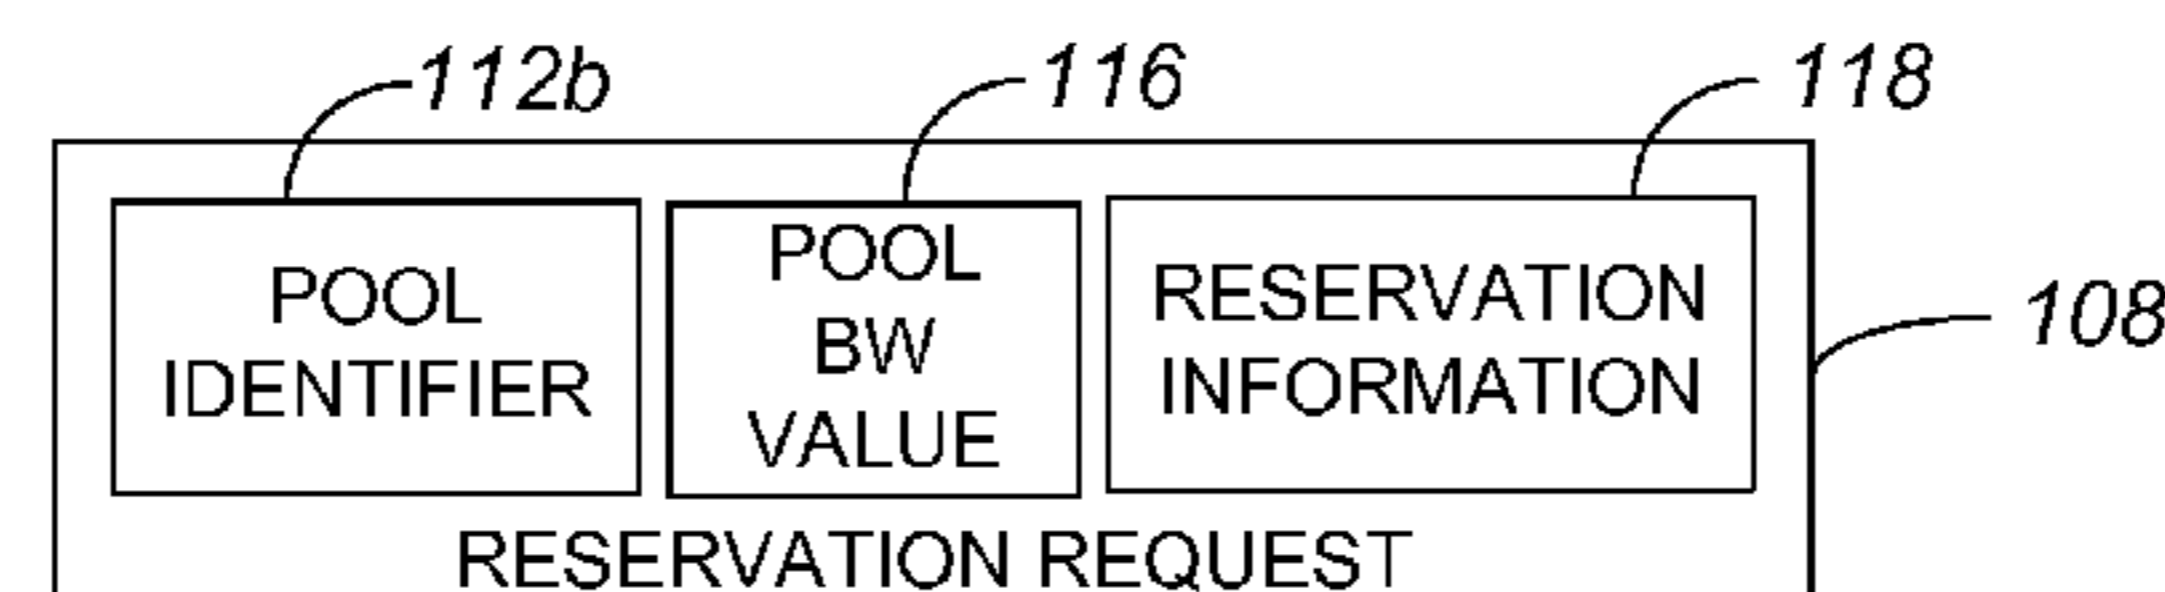 112b
116
118
POOL
IDENTIFIER
POOL
BW
VALUE
RESERVATION
INFORMATION
108
RESERVATION REQUEST